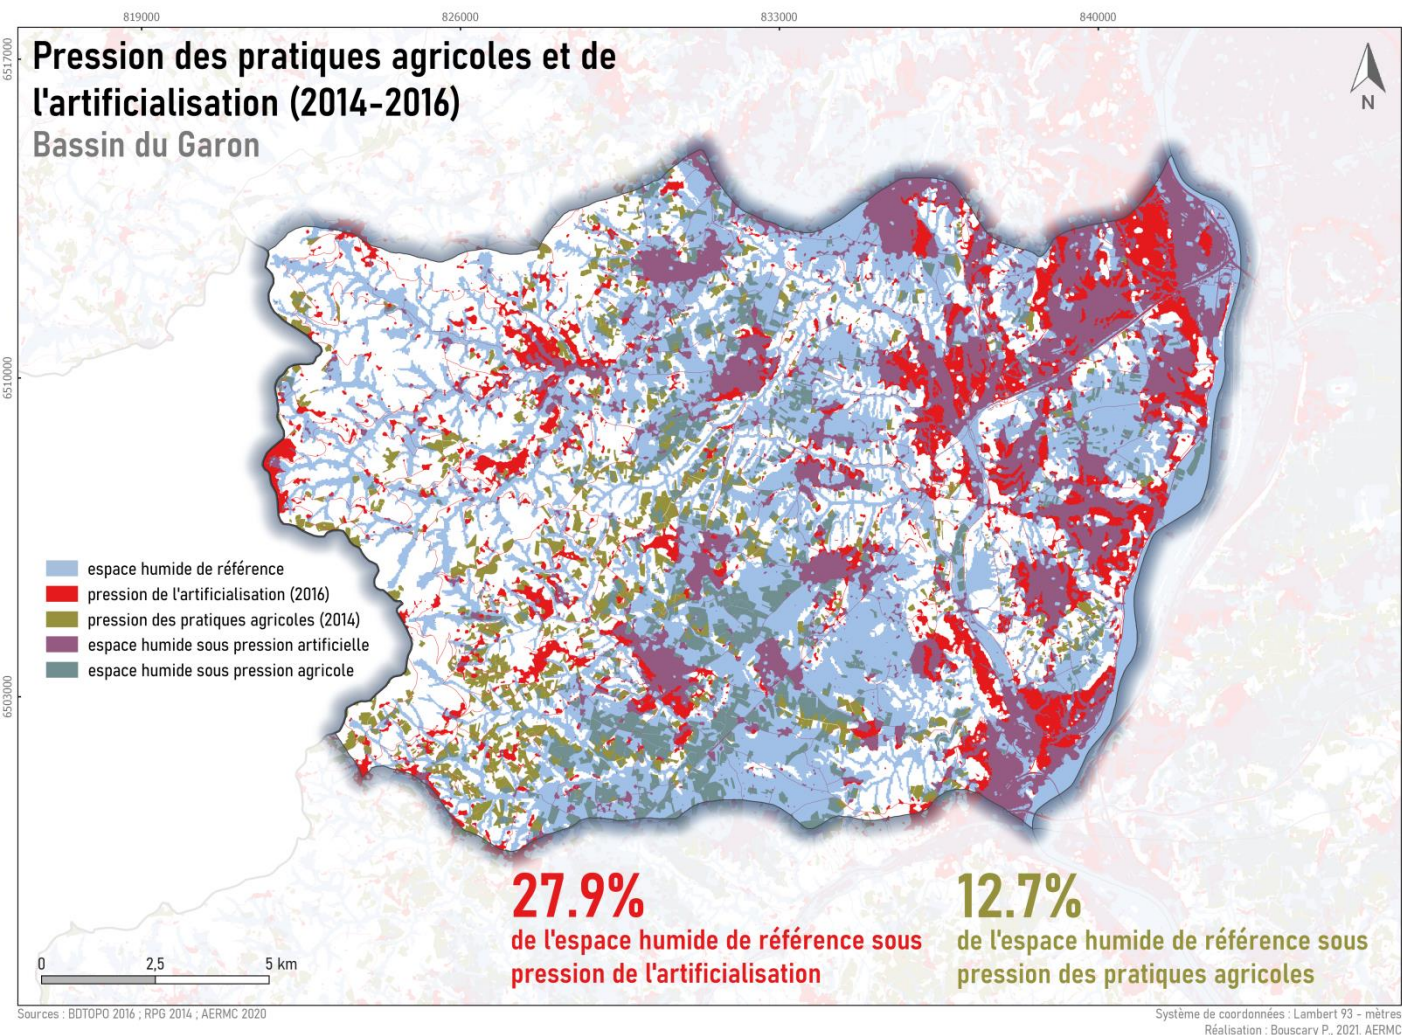 819000
826000
833000
840000
6517000
6510000
6503000
Pression des pratiques agricoles et de
l'artificialisation (2014-2016)
Bassin du Garon
N
espace humide de référence
pression de l'artificialisation (2016)
pression des pratiques agricoles (2014)
espace humide sous pression artificielle
espace humide sous pression agricole
27.9%
de l'espace humide de référence sous
pression de l'artificialisation
12.7%
de l'espace humide de référence sous
pression des pratiques agricoles
0 2,5 5 km
Sources : BDTOPO 2016 ; RPG 2014 ; AERMC 2020
Système de coordonnées : Lambert 93 - mètres
Réalisation : Bouscary P., 2021. AERMC